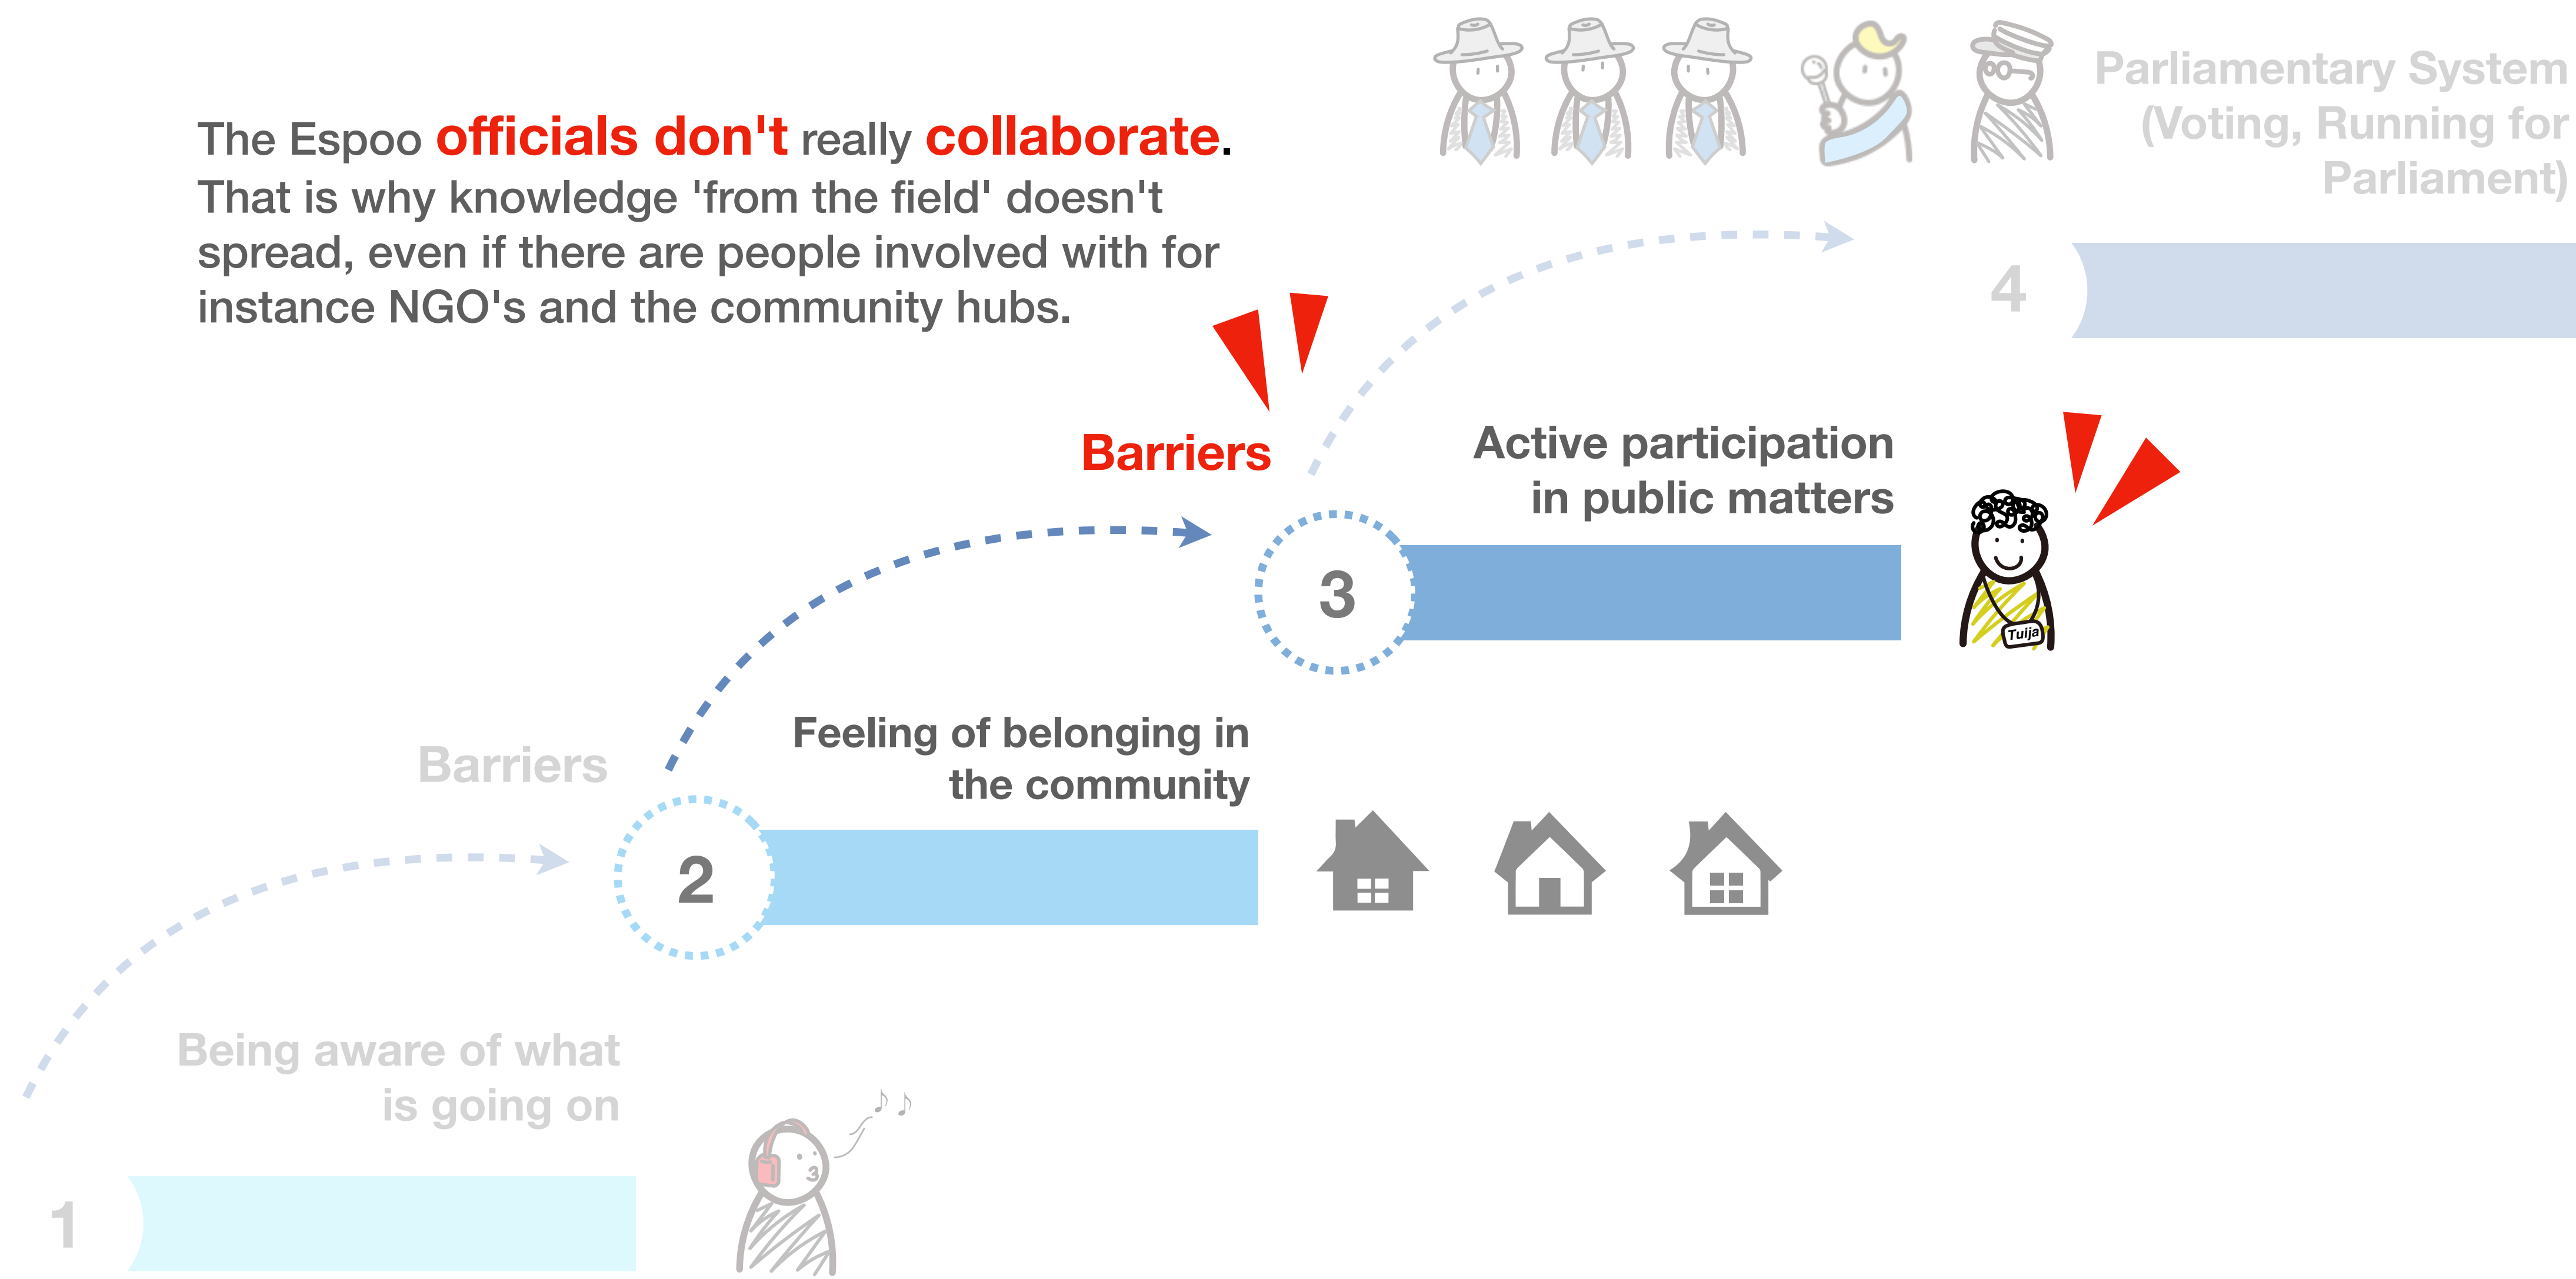 Parliamentary System
(Voting, Running for
Parliament)
The Espoo officials don't really collaborate.
That is why knowledge 'from the field' doesn't
spread, even if there are people involved with for
instance NGO's and the community hubs.
4
Barriers
Active participation
in public matters
3
Tuija
Feeling of belonging in
the community
Barriers
2
Being aware of what
is going on
1